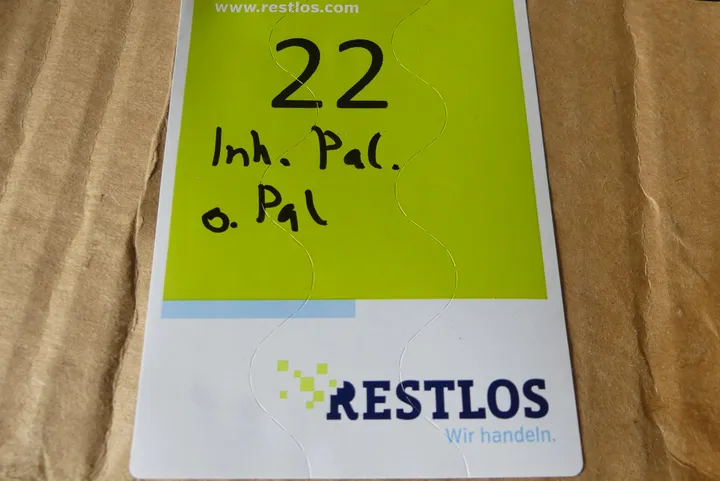 www.restlos.com
22
Inh. Pal.
o. Pal
RESTLOS
Wir handeln.